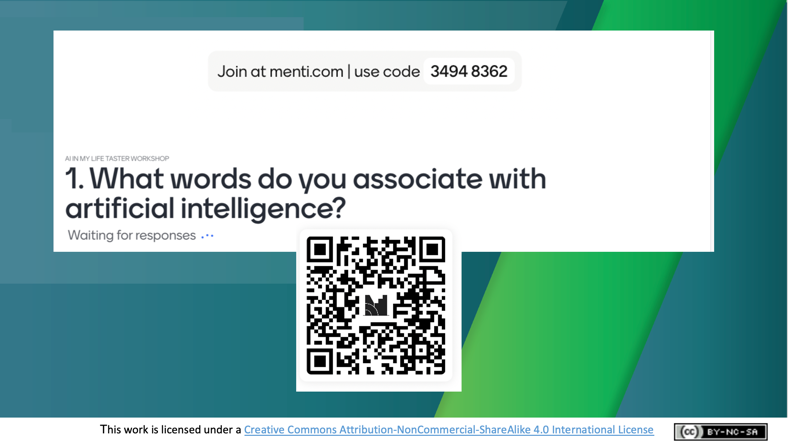 Join at menti.com | use code 3494 8362
AI IN MY LIFE TASTER WORKSHOP
1. What words do you associate with
artificial intelligence?
Waiting for responses
This work is licensed under a Creative Commons Attribution-NonCommercial-ShareAlike 4.0 International License
cc BY-NC-SA